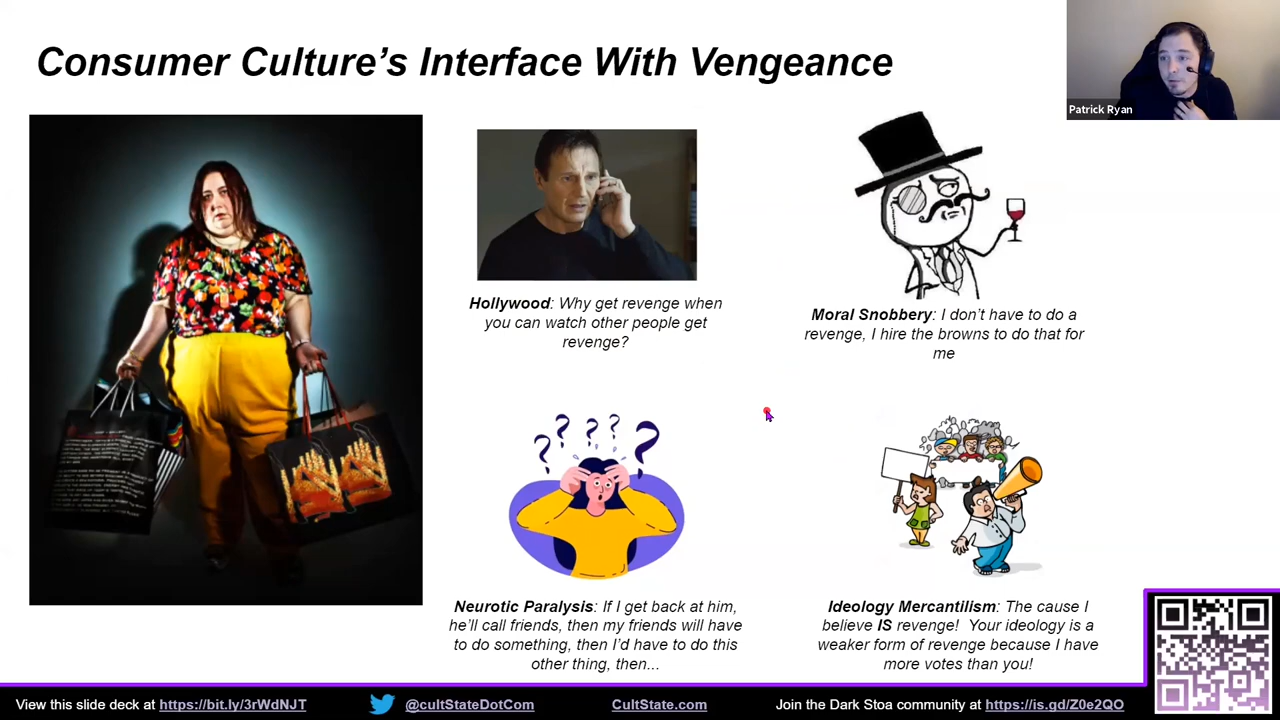 Consumer Culture's Interface With Vengeance
Patrick Ryan
Hollywood: Why get revenge when
you can watch other people get
revenge?
Moral Snobbery: I don't have to do a
revenge, I hire the browns to do that for
me
Neurotic Paralysis: If I get back at him,
he'll call friends, then my friends will have
to do something, then I'd have to do this
other thing, then...
Ideology Mercantilism: The cause I
believe IS revenge! Your ideology is a
weaker form of revenge because I have
more votes than you!
View this slide deck at https://bit.ly/3rWdNJT
@cultStateDotCom
CultState.com
Join the Dark Stoa community at https://is.gd/Z0e2QO